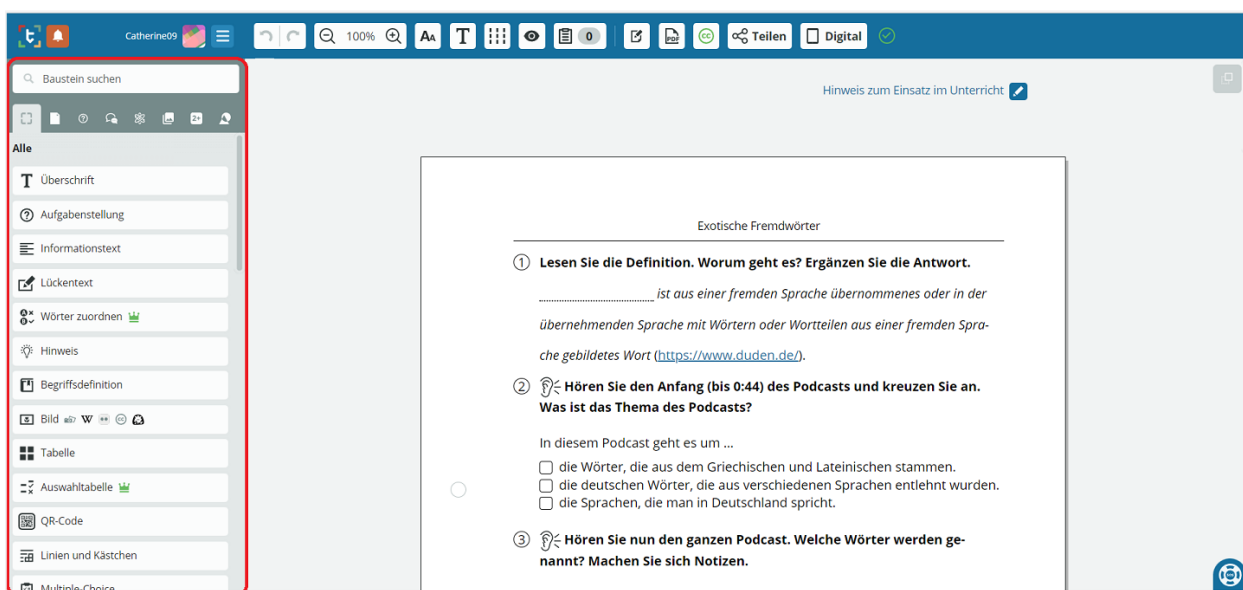 Catherine09
100%
AA
T
0
PDF
cc
Teilen
Digital
Baustein suchen
2+
Alle
T Überschrift
Aufgabenstellung
Informationstext
Lückentext
Wörter zuordnen
Hinweis
Begriffsdefinition
Bild W cc
Tabelle
Auswahltabelle
QR-Code
Linien und Kästchen
Multiple-Choice
Hinweis zum Einsatz im Unterricht
Exotische Fremdwörter
1 Lesen Sie die Definition. Worum geht es? Ergänzen Sie die Antwort.
ist aus einer fremden Sprache übernommenes oder in der
übernehmenden Sprache mit Wörtern oder Wortteilen aus einer fremden Spra-
che gebildetes Wort (https://www.duden.de/).
2 Hören Sie den Anfang (bis 0:44) des Podcasts und kreuzen Sie an.
Was ist das Thema des Podcasts?
In diesem Podcast geht es um ...
die Wörter, die aus dem Griechischen und Lateinischen stammen.
die deutschen Wörter, die aus verschiedenen Sprachen entlehnt wurden.
die Sprachen, die man in Deutschland spricht.
3 Hören Sie nun den ganzen Podcast. Welche Wörter werden ge-
nannt? Machen Sie sich Notizen.